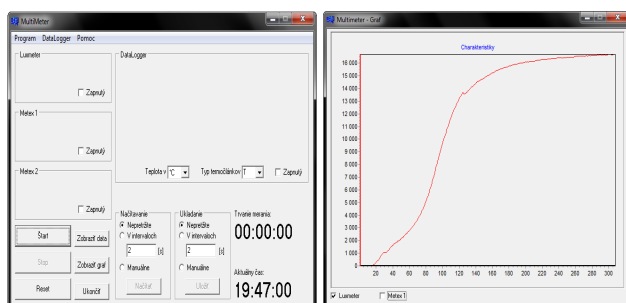 MultiMeter
Program DataLogger Pomoc
Luxmeter
Zapnutý
Metex 1
Zapnutý
Metex 2
Zapnutý
DataLogger
Teplota v °C Typ termočlánkov T Zapnutý
Štart
Zobraziť data
Stop
Zobraziť graf
Reset
Ukončiť
Načítavanie
Nepretržite
V intervaloch
2 [s]
Manuálne
Načítať
Ukladanie
Nepretržite
V intervaloch
2 [s]
Manuálne
Uložiť
Trvanie merania:
00:00:00
Aktuálny čas:
19:47:00
Multimeter - Graf
Charakteristiky
16 000
15 000
14 000
13 000
12 000
11 000
10 000
9 000
8 000
7 000
6 000
5 000
4 000
3 000
2 000
1 000
0
20 40 60 80 100 120 140 160 180 200 220 240 260 280 300
Luxmeter Metex 1